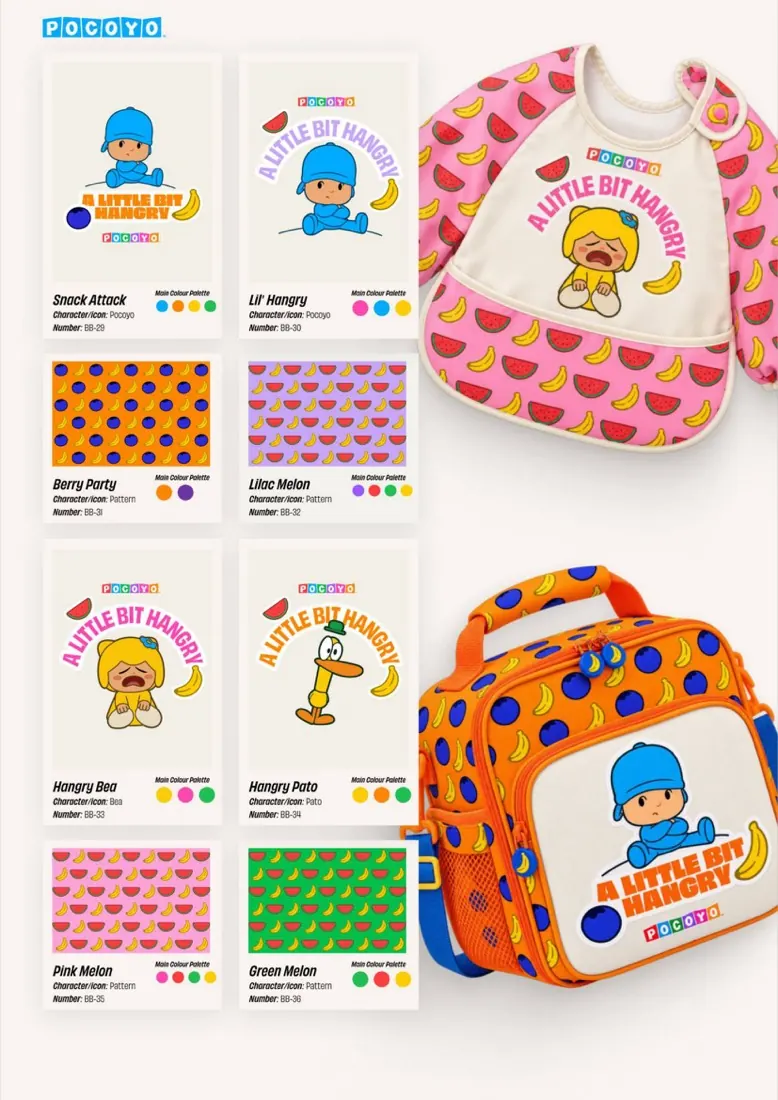 POCOYO
A LITTLE BIT
HANGRY
POCOYO
Snack Attack
Main Colour Palette
Character/icon: Pocoyo
Number: BB-29
POCOYO
A LITTLE BIT HANGRY
Lil' Hangry
Main Colour Palette
Character/icon: Pocoyo
Number: BB-30
POCOYO
A LITTLE BIT HANGRY
Berry Party
Main Colour Palette
Character/icon: Pattern
Number: BB-31
Lilac Melon
Main Colour Palette
Character/icon: Pattern
Number: BB-32
POCOYO
A LITTLE BIT HANGRY
Hangry Bea
Main Colour Palette
Character/icon: Bea
Number: BB-33
POCOYO
A LITTLE BIT HANGRY
Hangry Pato
Main Colour Palette
Character/icon: Pato
Number: BB-34
A LITTLE BIT
HANGRY
POCOYO
Pink Melon
Main Colour Palette
Character/icon: Pattern
Number: BB-35
Green Melon
Main Colour Palette
Character/icon: Pattern
Number: BB-36